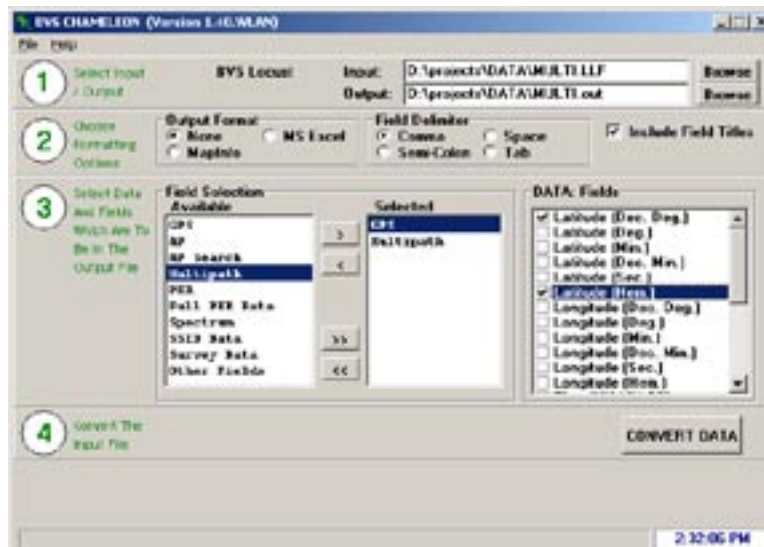 BVS CHAMELEON (Version 1.40.WLAN)
File Help
1 Select Input / Output
BVS Locust
Input: D:\projects\DATA\MULTI.LLF Browse
Output: D:\projects\DATA\MULTI.out Browse
2 Choose Formatting Options
Output Format
None
MS Excel
MapInfo
Field Delimiter
Comma
Space
Semi-Colon
Tab
Include Field Titles
3 Select Data And Fields Which Are To Be In The Output File
Field Selection
Available
GPS
AP
AP Search
Multipath
PER
Full PER Data
Spectrum
SSID Data
Survey Data
Other Fields
>
<
>>
<<
Selected
GPS
Multipath
DATA: Fields
Latitude (Dec. Deg.)
Latitude (Deg.)
Latitude (Min.)
Latitude (Dec. Min.)
Latitude (Sec.)
Latitude (Hem.)
Longitude (Dec. Deg.)
Longitude (Deg.)
Longitude (Min.)
Longitude (Dec. Min.)
Longitude (Sec.)
Longitude (Hem.)
4 Convert The Input File
CONVERT DATA
2:32:06 PM